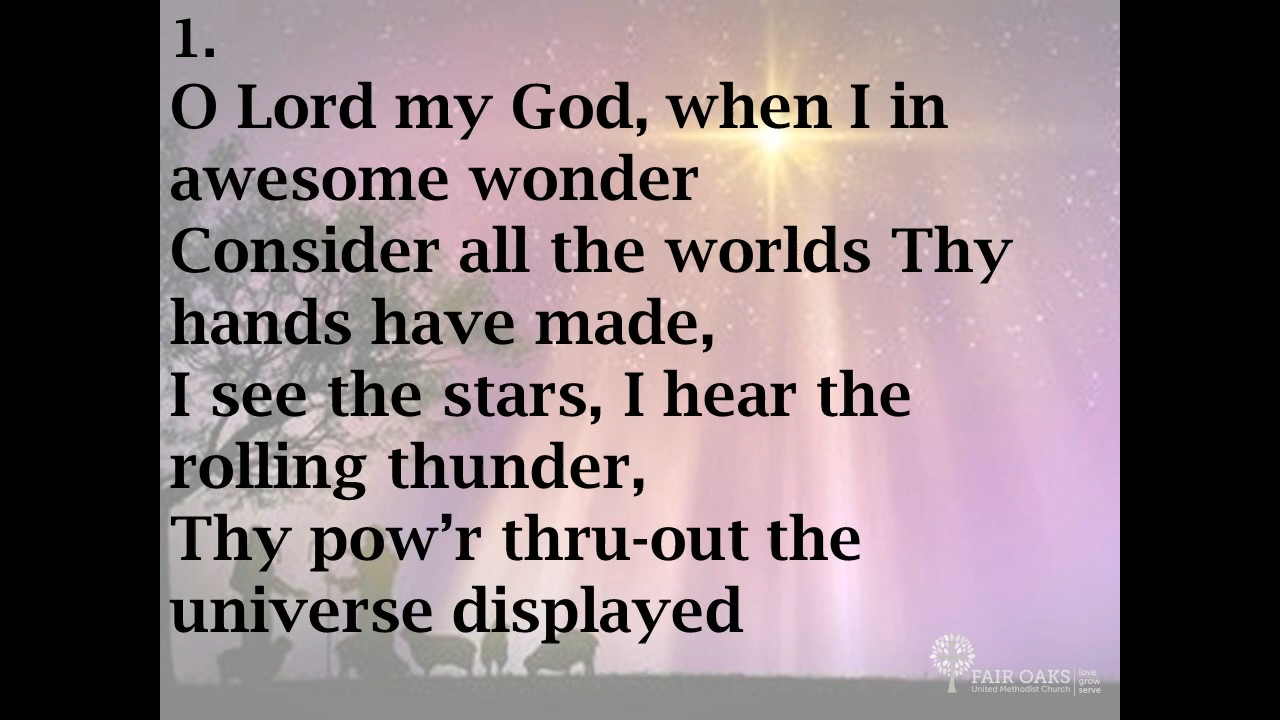 1.
O Lord my God, when I in
awesome wonder
Consider all the worlds Thy
hands have made,
I see the stars, I hear the
rolling thunder,
Thy pow’r thru-out the
universe displayed
FAIR OAKS
United Methodist Church
love
grow
serve